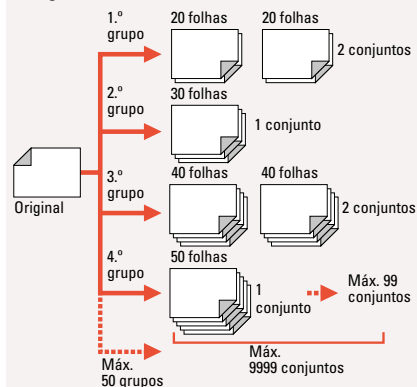 1.º
grupo
20 folhas
20 folhas
2 conjuntos
2.º
grupo
30 folhas
1 conjunto
Original
3.º
grupo
40 folhas
40 folhas
2 conjuntos
4.º
grupo
50 folhas
1
conjunto
Máx. 99
conjuntos
Máx.
50 grupos
Máx.
9999 conjuntos